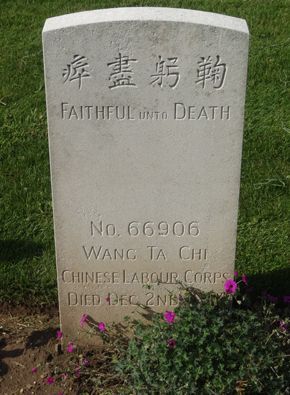 鞠躬盡瘁
FAITHFUL UNTO DEATH
No. 66906
WANG TA CHI
CHINESE LABOUR CORPS
DIED DEC. 2ND